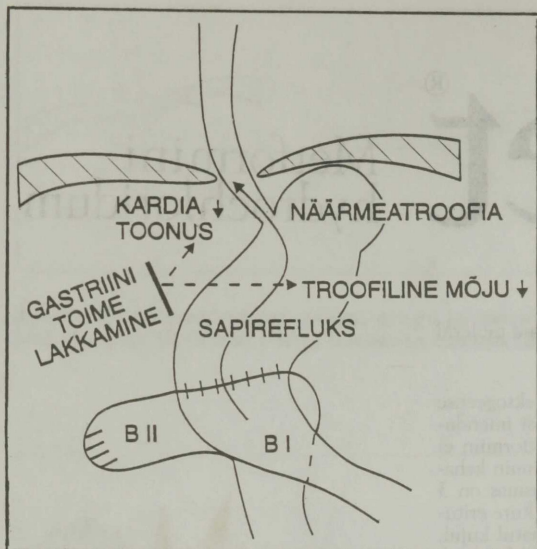 KARDIA
TOONUS ↓
NÄÄRMEATROOFIA
GASTRIINI
TOIME
LAKKAMINE
TROOFILINE MÕJU ↓
SAPIREFLUKS
B II
B I